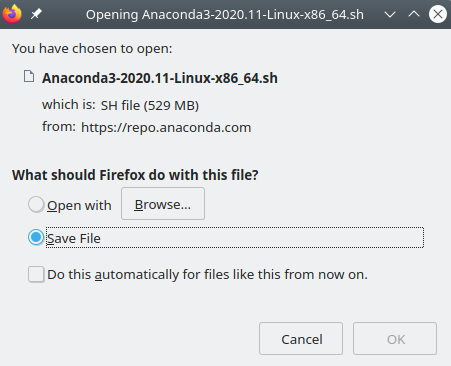 Opening Anaconda3-2020.11-Linux-x86_64.sh
You have chosen to open:
Anaconda3-2020.11-Linux-x86_64.sh
which is: SH file (529 MB)
from: https://repo.anaconda.com
What should Firefox do with this file?
Open with Browse...
Save File
Do this automatically for files like this from now on.
Cancel OK